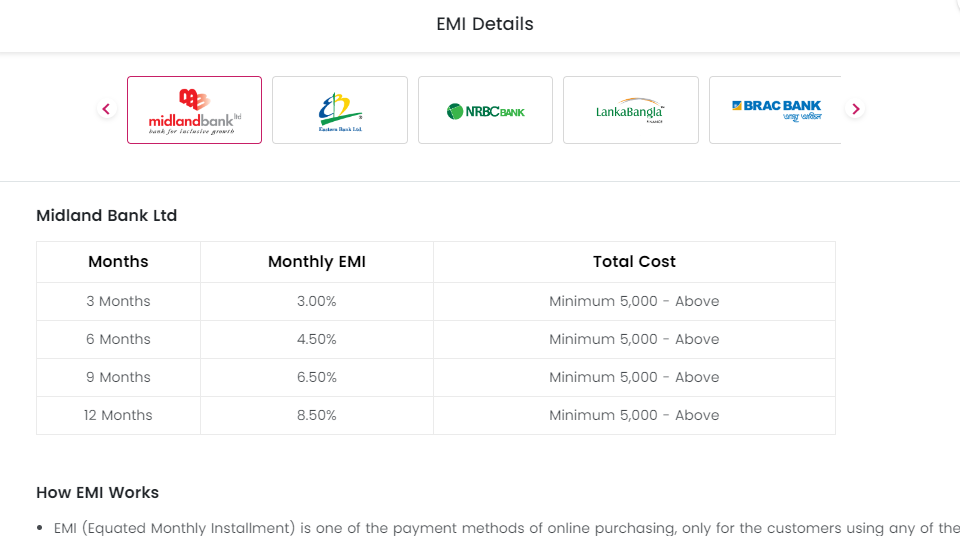 EMI Details
midlandbank ltd
bank for inclusive growth
Eastern Bank Ltd.
NRBC BANK
LankaBangla
FINANCE
BRAC BANK
Midland Bank Ltd
Months Monthly EMI Total Cost
3 Months 3.00% Minimum 5,000 - Above
6 Months 4.50% Minimum 5,000 - Above
9 Months 6.50% Minimum 5,000 - Above
12 Months 8.50% Minimum 5,000 - Above
How EMI Works
• EMI (Equated Monthly Installment) is one of the payment methods of online purchasing, only for the customers using any of the